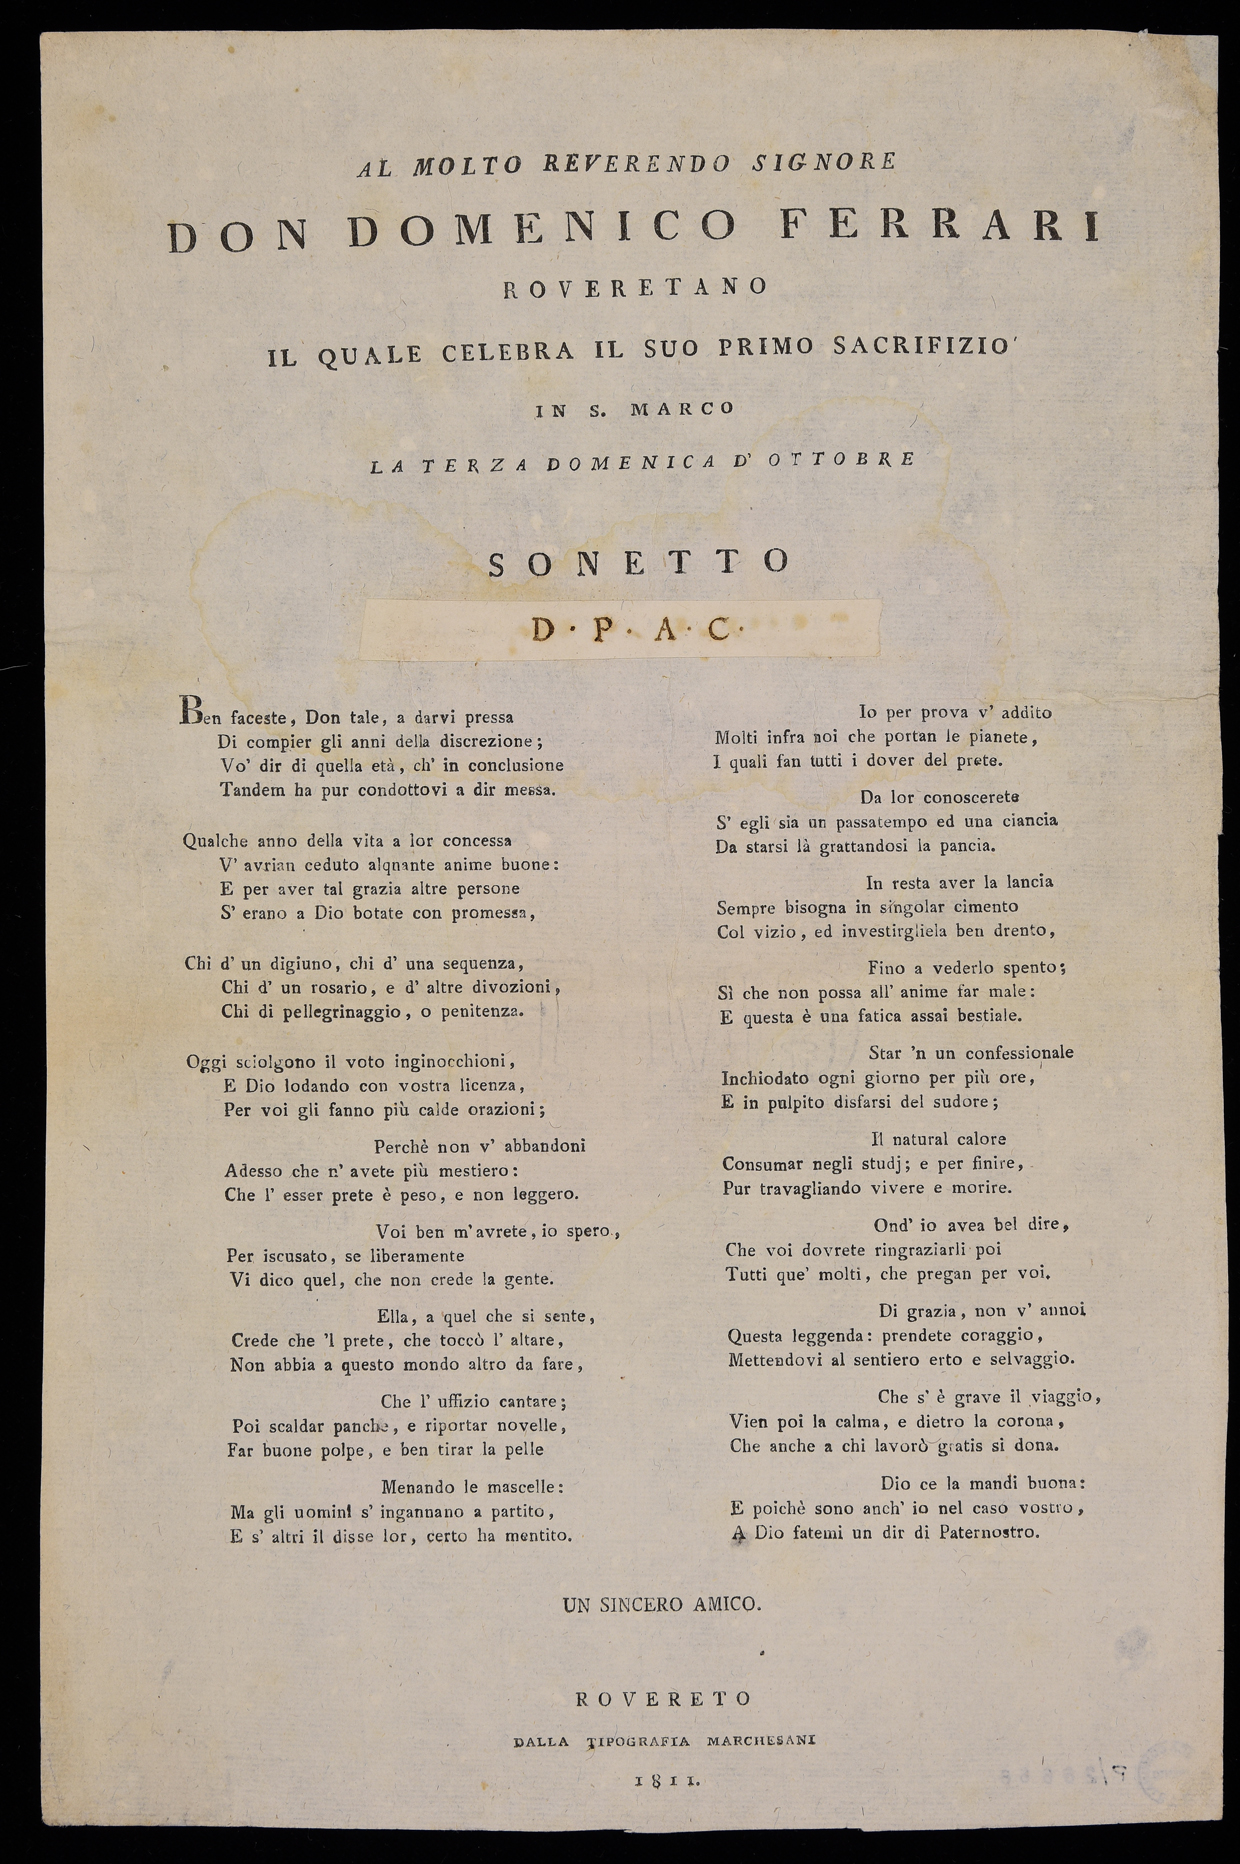 AL MOLTO REVERENDO SIGNORE
DON DOMENICO FERRARI
ROVERETANO
IL QUALE CELEBRA IL SUO PRIMO SACRIFIZIO
IN S. MARCO
LA TERZA DOMENICA D' OTTOBRE
SONETTO
D. P. A. C.
Ben faceste, Don tale, a darvi pressa
Di compier gli anni della discrezione;
Vo' dir di quella età, ch' in conclusione
Tandem ha pur condottovi a dir messa.
Qualche anno della vita a lor concessa
V' avrian ceduto alqnante anime buone:
E per aver tal grazia altre persone
S' erano a Dio botate con promessa,
Chi d' un digiuno, chi d' una sequenza,
Chi d' un rosario, e d' altre divozioni,
Chi di pellegrinaggio, o penitenza.
Oggi sciolgono il voto inginocchioni,
E Dio lodando con vostra licenza,
Per voi gli fanno più calde orazioni;
Perchè non v' abbandoni
Adesso che n' avete più mestiero:
Che l' esser prete è peso, e non leggero.
Voi ben m' avrete, io spero,
Per iscusato, se liberamente
Vi dico quel, che non crede la gente.
Ella, a quel che si sente,
Crede che 'l prete, che toccò l' altare,
Non abbia a questo mondo altro da fare,
Che l' uffizio cantare;
Poi scaldar panche, e riportar novelle,
Far buone polpe, e ben tirar la pelle
Menando le mascelle:
Ma gli uomini s' ingannano a partito,
E s' altri il disse lor, certo ha mentito.
Io per prova v' addito
Molti infra noi che portan le pianete,
I quali fan tutti i dover del prete.
Da lor conoscerete
S' egli sia un passatempo ed una ciancia
Da starsi là grattandosi la pancia.
In resta aver la lancia
Sempre bisogna in singolar cimento
Col vizio, ed investirgliela ben drento,
Fino a vederlo spento;
Sì che non possa all' anime far male:
E questa è una fatica assai bestiale.
Star 'n un confessionale
Inchiodato ogni giorno per più ore,
E in pulpito disfarsi del sudore;
Il natural calore
Consumar negli studj; e per finire,
Pur travagliando vivere e morire.
Ond' io avea bel dire,
Che voi dovrete ringraziarli poi
Tutti que' molti, che pregan per voi.
Di grazia, non v' annoi
Questa leggenda: prendete coraggio,
Mettendovi al sentiero erto e selvaggio.
Che s' è grave il viaggio,
Vien poi la calma, e dietro la corona,
Che anche a chi lavorò gratis si dona.
Dio ce la mandi buona:
E poichè sono anch' io nel caso vostro,
A Dio fatemi un dir di Paternostro.
UN SINCERO AMICO.
ROVERETO
DALLA TIPOGRAFIA MARCHESANI
1811.